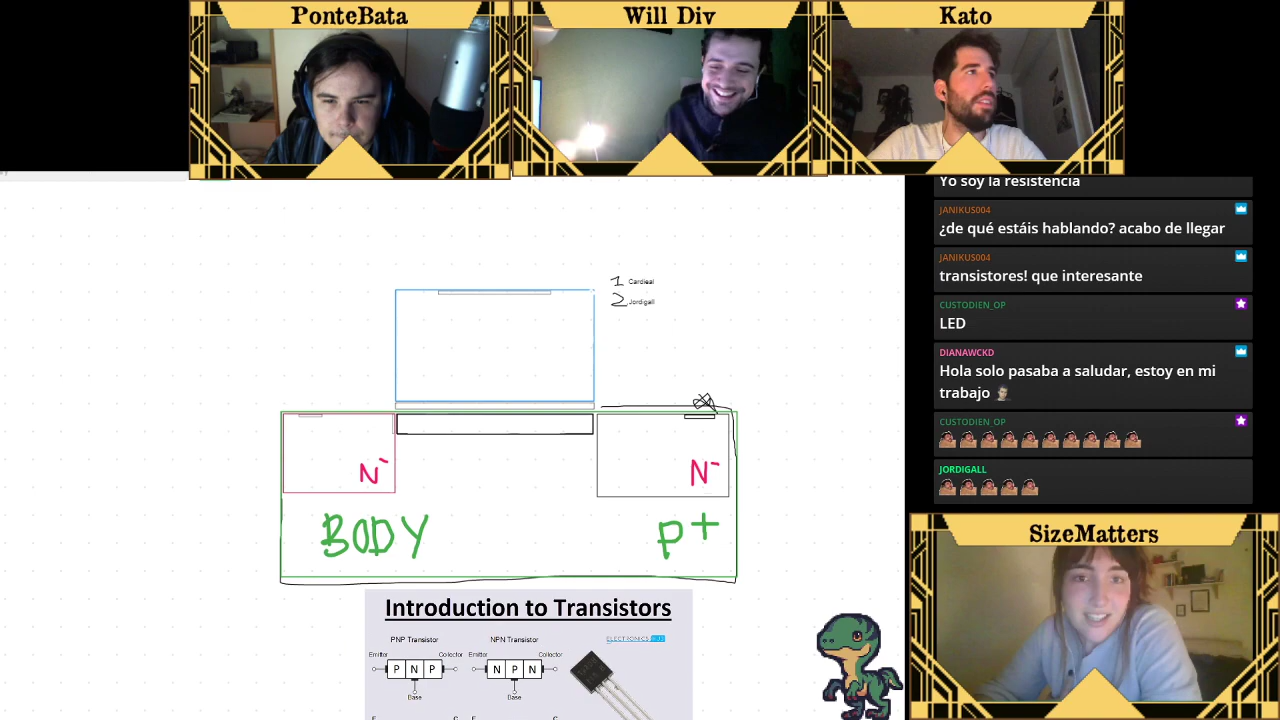 PonteBata
Will Div
Kato
Yo soy la resistencia
JANIKUS004
¿de qué estáis hablando? acabo de llegar
JANIKUS004
transistores! que interesante
CUSTODIEN_OP
LED
DIANAWCKD
Hola solo pasaba a saludar, estoy en mi
trabajo
CUSTODIEN_OP
JORDIGALL
SizeMatters
1 Cardieal
2 Jordigall
N-
N-
BODY
P+
Introduction to Transistors
PNP Transistor
NPN Transistor
ELECTRONICS
Emitter
Collector
Emitter
Collector
P N P
N P N
Base
Base
E
C
E
C